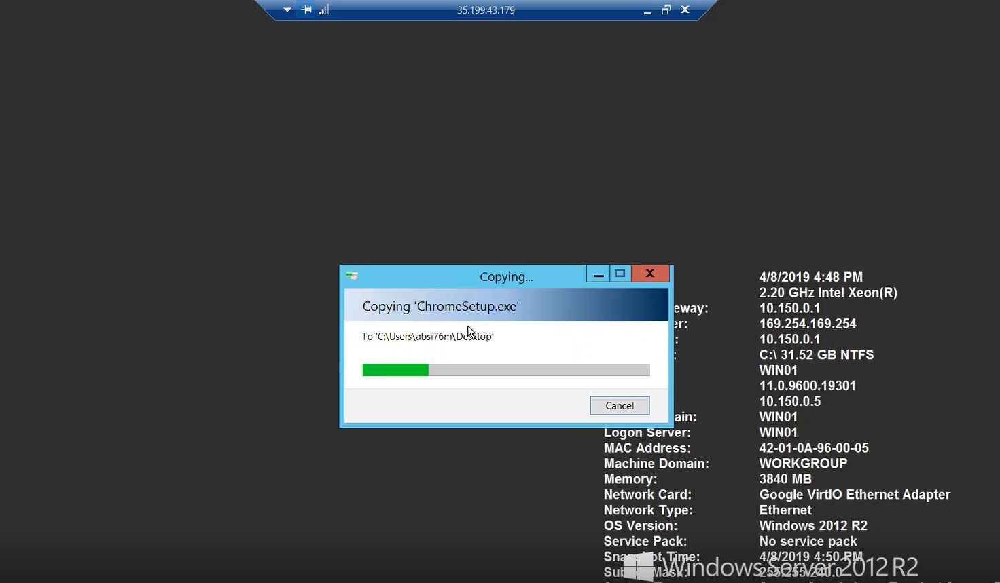 35.199.43.179
Copying...
Copying 'ChromeSetup.exe'
To 'C:\Users\absi76m\Desktop'
Cancel
4/8/2019 4:48 PM
2.20 GHz Intel Xeon(R)
eway: 10.150.0.1
er: 169.254.169.254
: 10.150.0.1
: C:\ 31.52 GB NTFS
WIN01
11.0.9600.19301
10.150.0.5
ain: WIN01
Logon Server: WIN01
MAC Address: 42-01-0A-96-00-05
Machine Domain: WORKGROUP
Memory: 3840 MB
Network Card: Google VirtIO Ethernet Adapter
Network Type: Ethernet
OS Version: Windows 2012 R2
Service Pack: No service pack
Snapshot Time: 4/8/2019 4:50 PM
Windows Server 2012 R2
Mask: 255.255.240.0